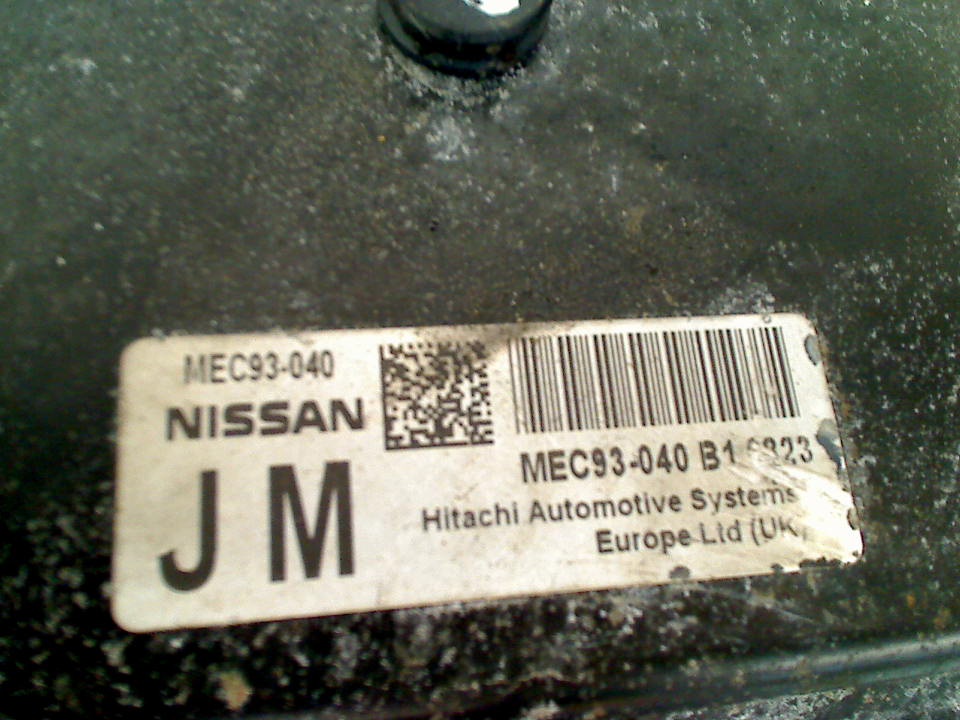 MEC93-040
NISSAN
J M
MEC93-040 B1
Hitachi Automotive Systems
Europe Ltd (UK)